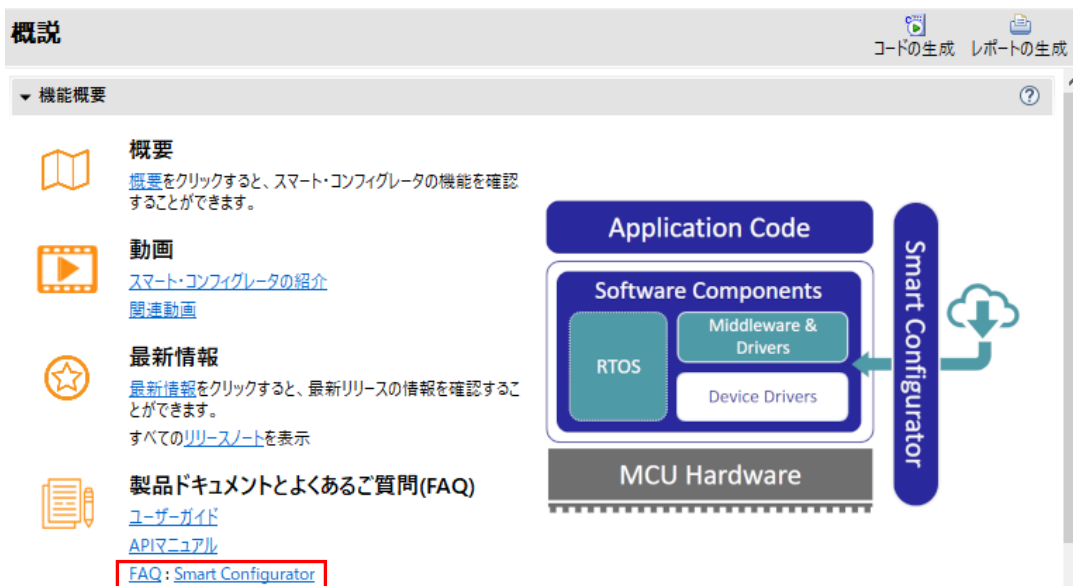 概説
コードの生成 レポートの生成
機能概要
概要
概要をクリックすると、スマート・コンフィグレータの機能を確認
することができます。
動画
スマート・コンフィグレータの紹介
関連動画
最新情報
最新情報をクリックすると、最新リリースの情報を確認するこ
とができます。
すべてのリリースノートを表示
製品ドキュメントとよくあるご質問(FAQ)
ユーザーガイド
APIマニュアル
FAQ : Smart Configurator
Application Code
Software Components
RTOS
Middleware &
Drivers
Device Drivers
MCU Hardware
Smart Configurator